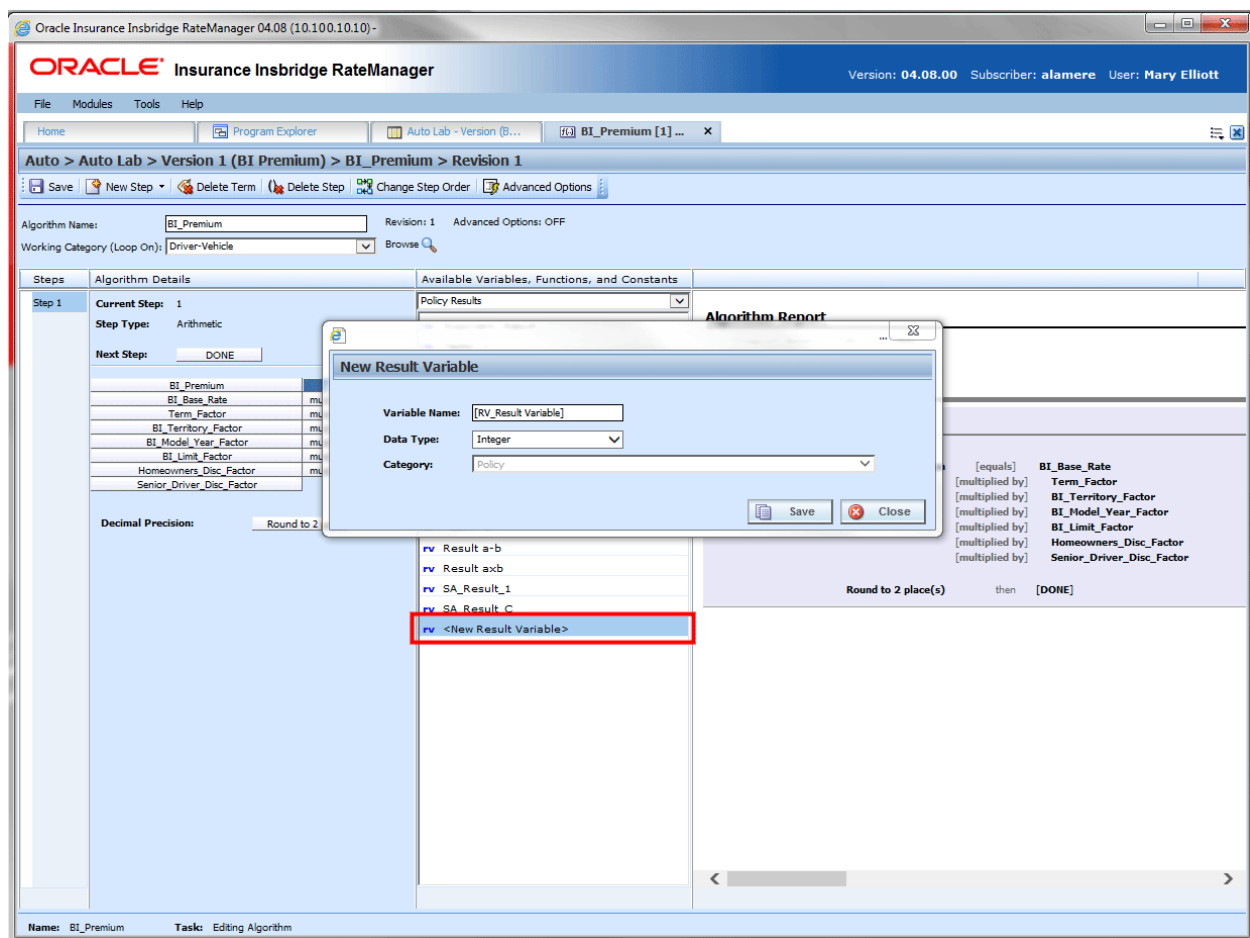 Oracle Insurance Insbridge RateManager 04.08 (10.100.10.10) -
ORACLE Insurance Insbridge RateManager
Version: 04.08.00 Subscriber: alamere User: Mary Elliott
File Modules Tools Help
Home Program Explorer Auto Lab - Version (B... BI_Premium [1] ... X
Auto > Auto Lab > Version 1 (BI Premium) > BI_Premium > Revision 1
Save New Step Delete Term Delete Step Change Step Order Advanced Options
Algorithm Name: BI_Premium Revision: 1 Advanced Options: OFF
Working Category (Loop On): Driver-Vehicle Browse
Steps Algorithm Details Available Variables, Functions, and Constants
Step 1 Current Step: 1 Policy Results
Step Type: Arithmetic
Next Step: DONE
BI_Premium
BI_Base_Rate mu
Term_Factor mu
BI_Territory_Factor mu
BI_Model_Year_Factor mu
BI_Limit_Factor mu
Homeowners_Disc_Factor mu
Senior_Driver_Disc_Factor
Decimal Precision: Round to 2
...
New Result Variable
Variable Name: [RV_Result Variable]
Data Type: Integer
Category: Policy
Save Close
rv Result a-b
rv Result axb
rv SA_Result_1
rv SA_Result_C
rv <New Result Variable>
Algorithm Report
[equals] BI_Base_Rate
[multiplied by] Term_Factor
[multiplied by] BI_Territory_Factor
[multiplied by] BI_Model_Year_Factor
[multiplied by] BI_Limit_Factor
[multiplied by] Homeowners_Disc_Factor
[multiplied by] Senior_Driver_Disc_Factor
Round to 2 place(s) then [DONE]
Name: BI_Premium Task: Editing Algorithm